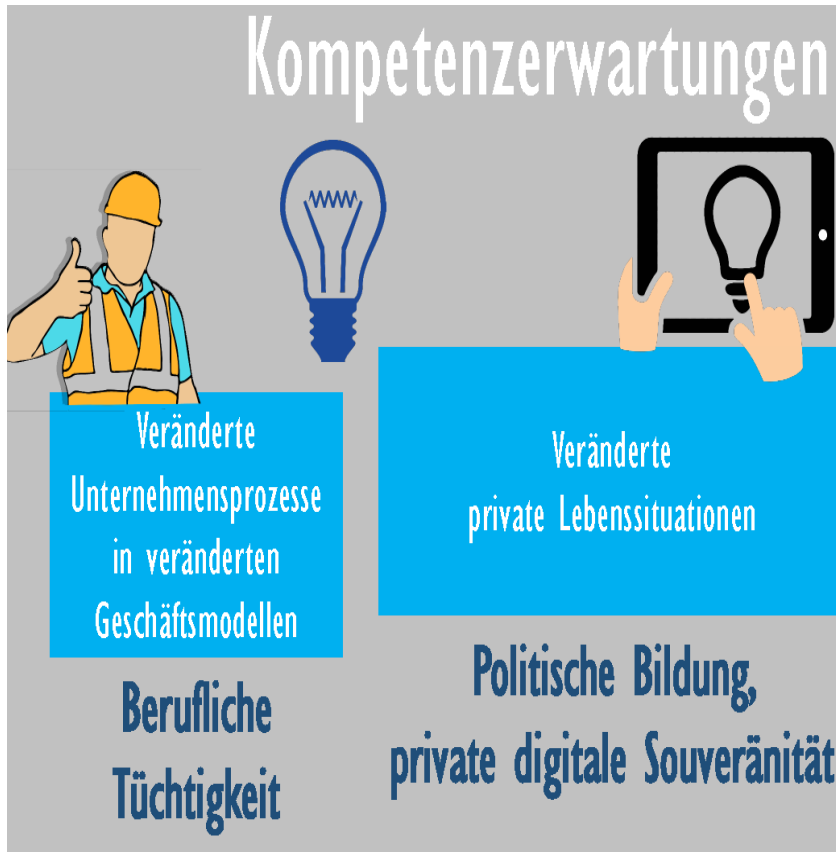 Kompetenzerwartungen
Veränderte
Unternehmensprozesse
in veränderten
Geschäftsmodellen
Berufliche
Tüchtigkeit
Veränderte
private Lebenssituationen
Politische Bildung,
private digitale Souveränität